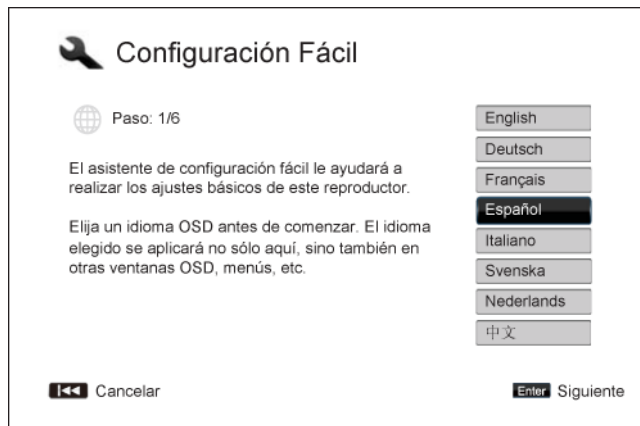 Configuración Fácil
Paso: 1/6
El asistente de configuración fácil le ayudará a
realizar los ajustes básicos de este reproductor.
Elija un idioma OSD antes de comenzar. El idioma
elegido se aplicará no sólo aquí, sino también en
otras ventanas OSD, menús, etc.
English
Deutsch
Français
Español
Italiano
Svenska
Nederlands
中文
Cancelar
Enter Siguiente